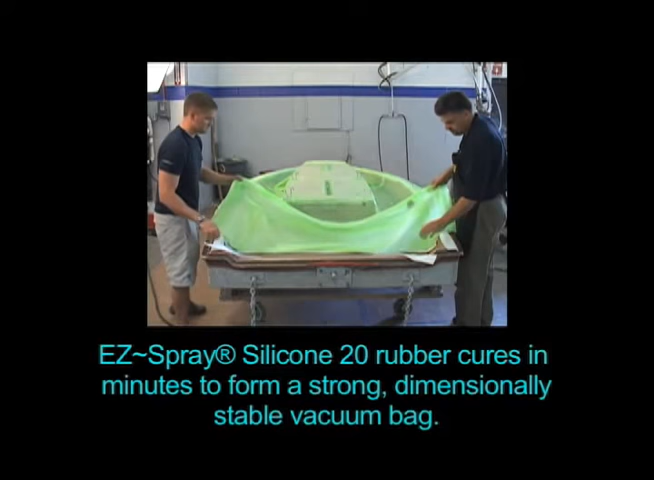 EZ~Spray® Silicone 20 rubber cures in
minutes to form a strong, dimensionally
stable vacuum bag.